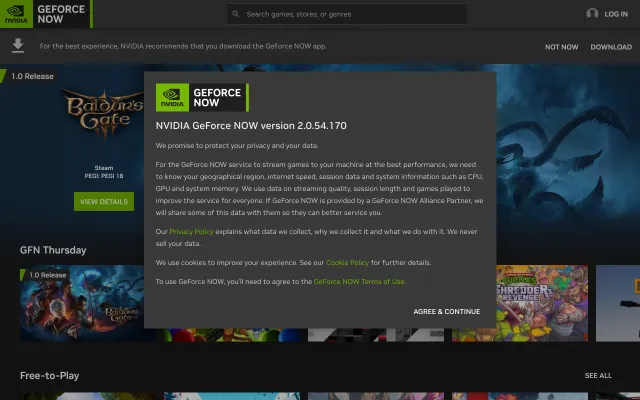 NVIDIA
GEFORCE
NOW
Search games, stores, or genres
LOG IN
For the best experience, NVIDIA recommends that you download the GeForce NOW app.
NOT NOW
DOWNLOAD
1.0 Release
BALDUR'S
GATE
Steam
PEGI: PEGI 18
VIEW DETAILS
NVIDIA
GEFORCE
NOW
NVIDIA GeForce NOW version 2.0.54.170
We promise to protect your privacy and your data.
For the GeForce NOW service to stream games to your machine at the best performance, we need
to know your geographical region, internet speed, session data and system information such as CPU,
GPU and system memory. We use data on streaming quality, session length and games played to
improve the service for everyone. If GeForce NOW is provided by a GeForce NOW Alliance Partner, we
will share some of this data with them so they can better service you.
Our Privacy Policy explains what data we collect, why we collect it and what we do with it. We never
sell your data.
We use cookies to improve your experience. See our Cookie Policy for further details.
To use GeForce NOW, you'll need to agree to the GeForce NOW Terms of Use.
AGREE & CONTINUE
GFN Thursday
1.0 Release
BALDUR'S
GATE
SHREDDER'S
REVENGE
Free-to-Play
SEE ALL